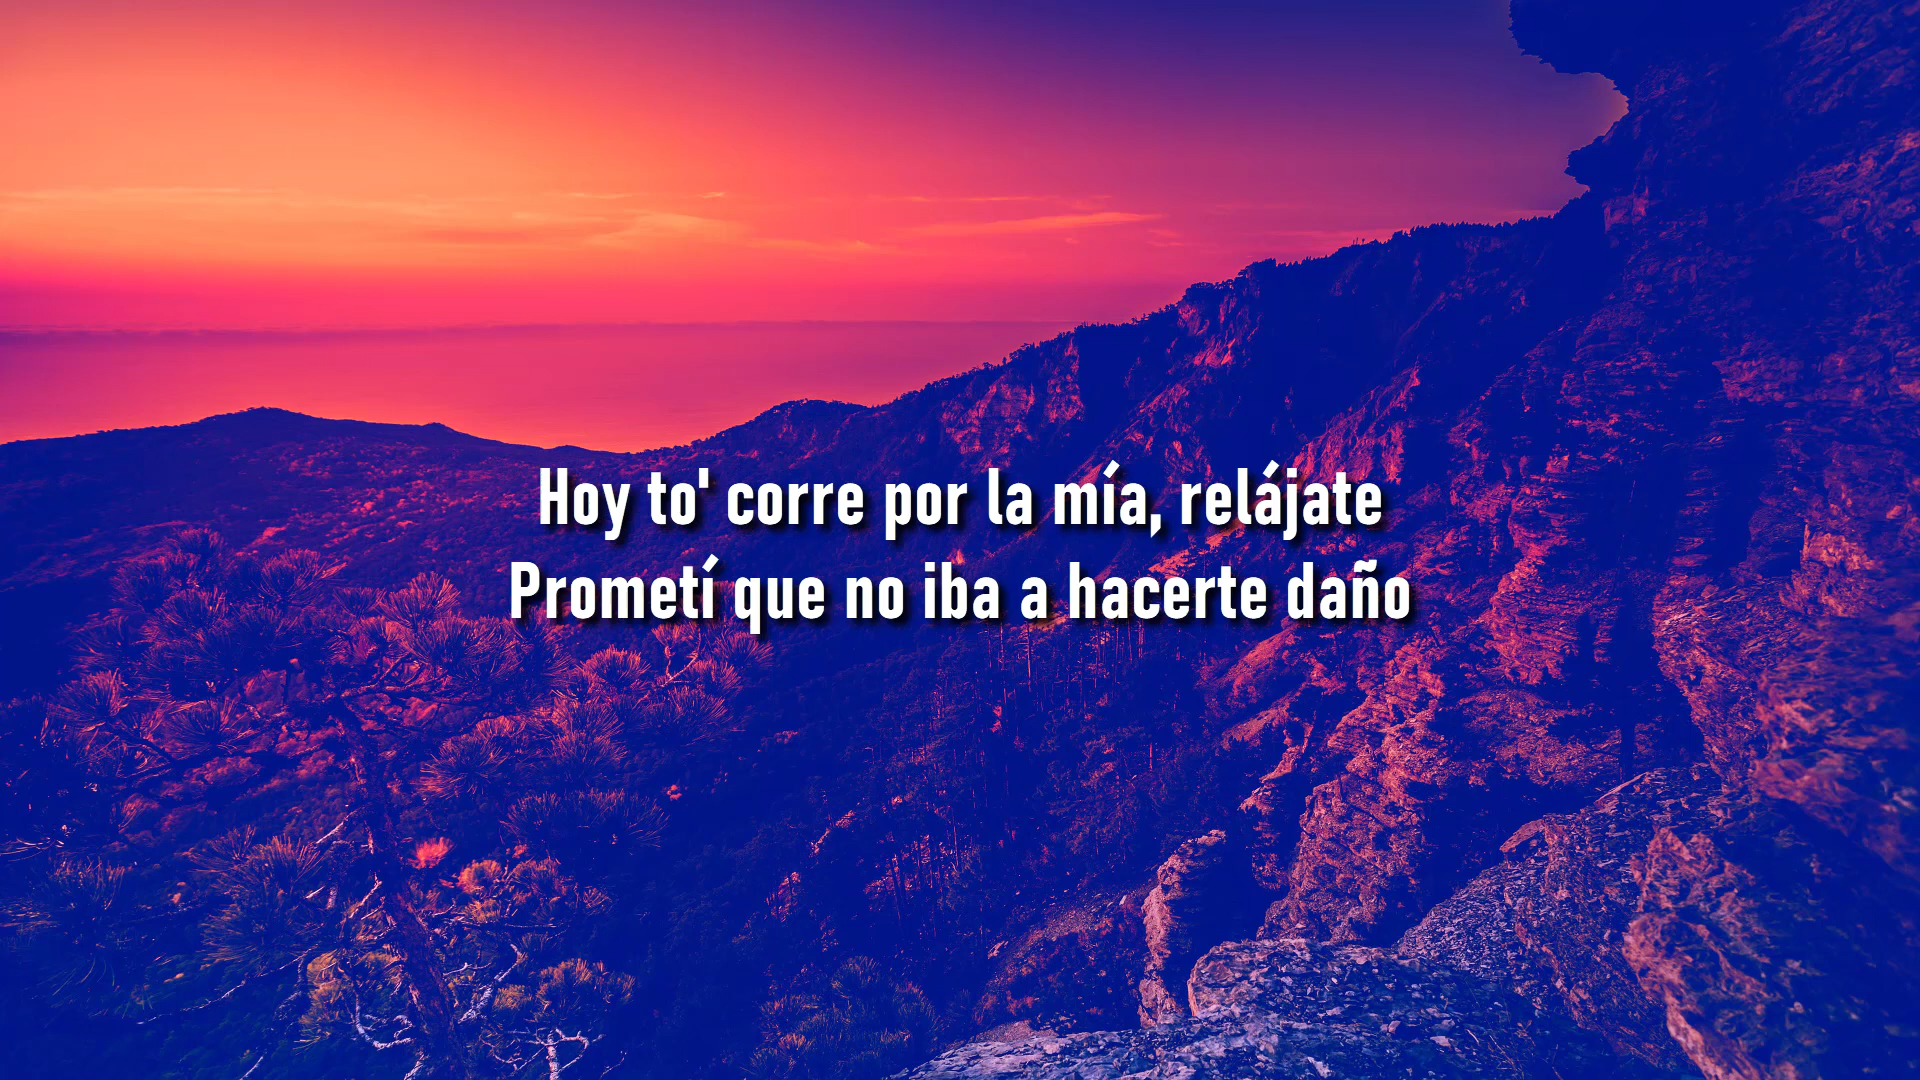 Hoy to' corre por la mía, relájate
Prometí que no iba a hacerte daño